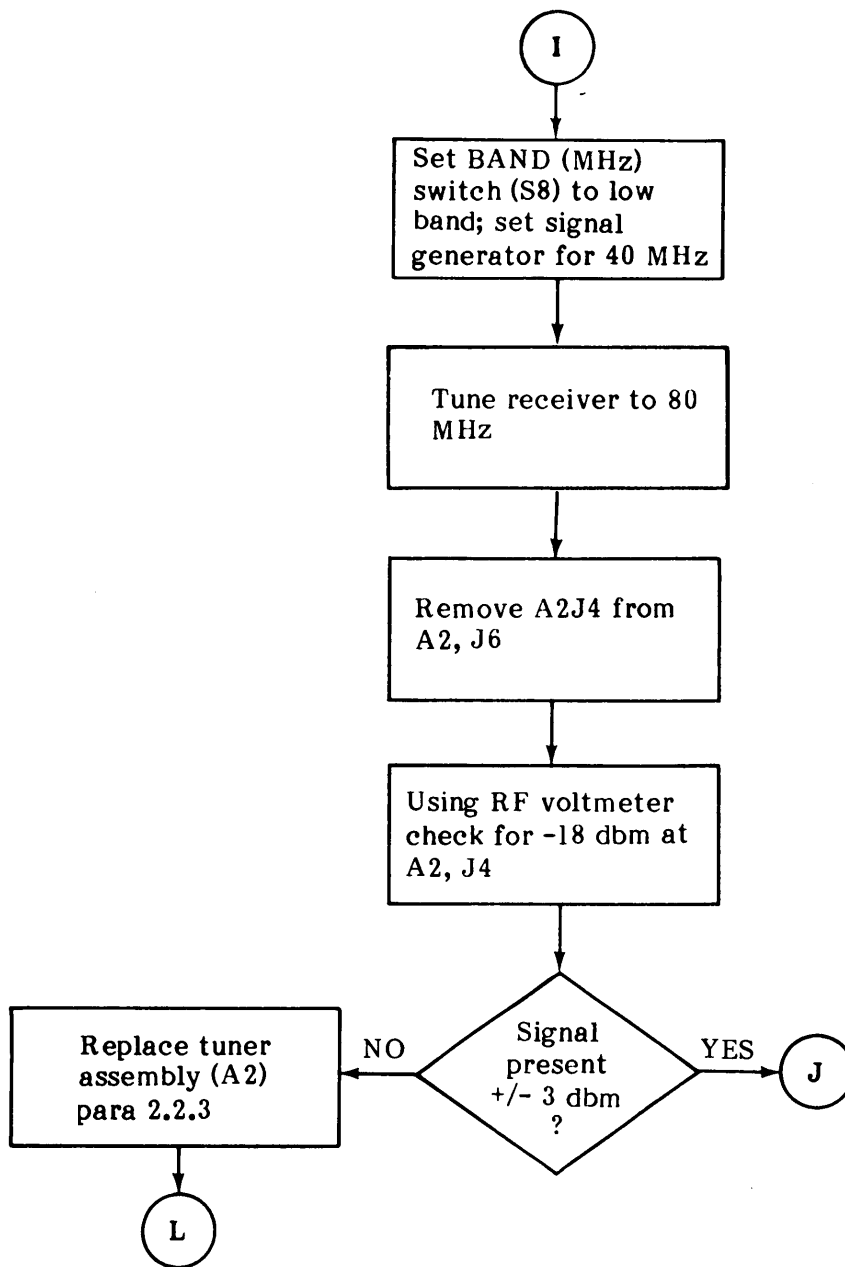 I
Set BAND (MHz)
switch (S8) to low
band; set signal
generator for 40 MHz
Tune receiver to 80
MHz
Remove A2J4 from
A2, J6
Using RF voltmeter
check for -18 dbm at
A2, J4
Signal
present
+/- 3 dbm
?
NO
YES
Replace tuner
assembly (A2)
para 2.2.3
J
L